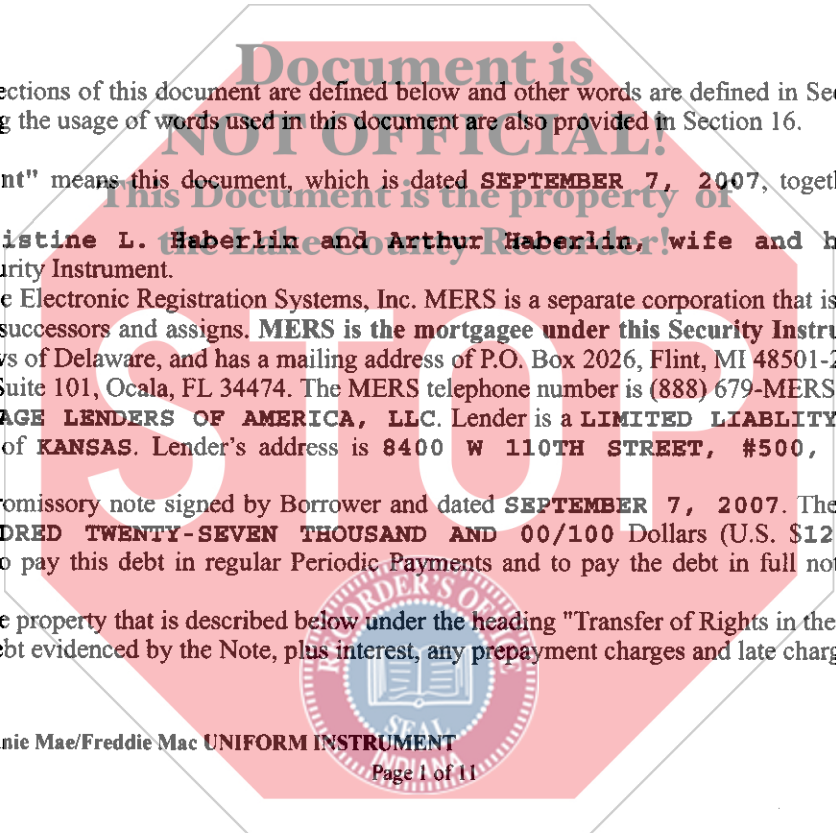 Document is
ections of this document are defined below and other words are defined in Sec
g the usage of words used in this document are also provided in Section 16.
NOT OFFICIAL!
nt" means this document, which is dated SEPTEMBER 7, 2007, togeth
This Document is the property of
istine L. Haberlin and Arthur Haberlin, wife and h
the Lake County Recorder!
urity Instrument.
e Electronic Registration Systems, Inc. MERS is a separate corporation that is
successors and assigns. MERS is the mortgagee under this Security Instru
vs of Delaware, and has a mailing address of P.O. Box 2026, Flint, MI 48501-2
Suite 101, Ocala, FL 34474. The MERS telephone number is (888) 679-MERS
AGE LENDERS OF AMERICA, LLC. Lender is a LIMITED LIABLITY
of KANSAS. Lender's address is 8400 W 110TH STREET, #500,
STOP
omissory note signed by Borrower and dated SEPTEMBER 7, 2007. The
DRED TWENTY-SEVEN THOUSAND AND 00/100 Dollars (U.S. $12
o pay this debt in regular Periodic Payments and to pay the debt in full not
e property that is described below under the heading "Transfer of Rights in the
ebt evidenced by the Note, plus interest, any prepayment charges and late charg
RECORDER'S OFFICE
SEAL
INDIANA
nie Mae/Freddie Mac UNIFORM INSTRUMENT
Page 1 of 11